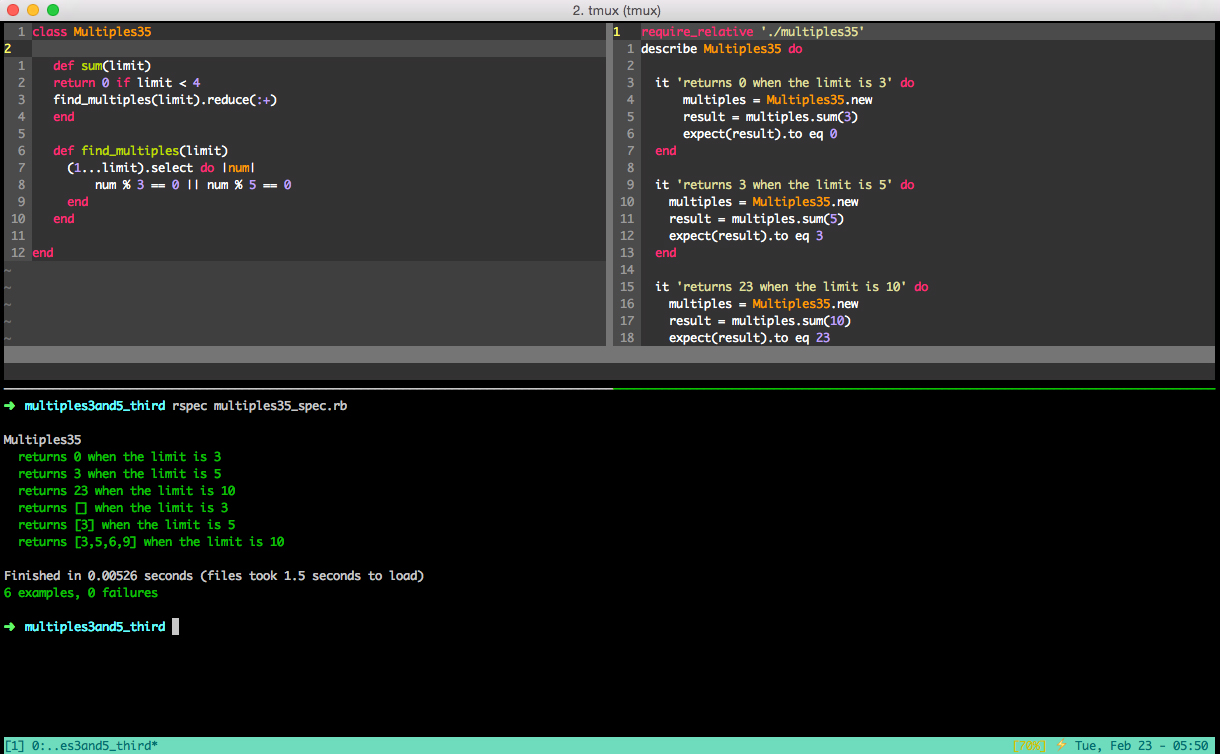 2. tmux (tmux)
1 class Multiples35
2
1 def sum(limit)
2 return 0 if limit < 4
3 find_multiples(limit).reduce(:+)
4 end
5
6 def find_multiples(limit)
7 (1...limit).select do |num|
8 num % 3 == 0 || num % 5 == 0
9 end
10 end
11
12 end
~
~
~
~
~
1 require_relative './multiples35'
1 describe Multiples35 do
2
3 it 'returns 0 when the limit is 3' do
4 multiples = Multiples35.new
5 result = multiples.sum(3)
6 expect(result).to eq 0
7 end
8
9 it 'returns 3 when the limit is 5' do
10 multiples = Multiples35.new
11 result = multiples.sum(5)
12 expect(result).to eq 3
13 end
14
15 it 'returns 23 when the limit is 10' do
16 multiples = Multiples35.new
17 result = multiples.sum(10)
18 expect(result).to eq 23
➜ multiples3and5_third rspec multiples35_spec.rb
Multiples35
returns 0 when the limit is 3
returns 3 when the limit is 5
returns 23 when the limit is 10
returns [] when the limit is 3
returns [3] when the limit is 5
returns [3,5,6,9] when the limit is 10
Finished in 0.00526 seconds (files took 1.5 seconds to load)
6 examples, 0 failures
➜ multiples3and5_third
[1] 0:..es3and5_third*
⚡ Tue, Feb 23 - 05:50